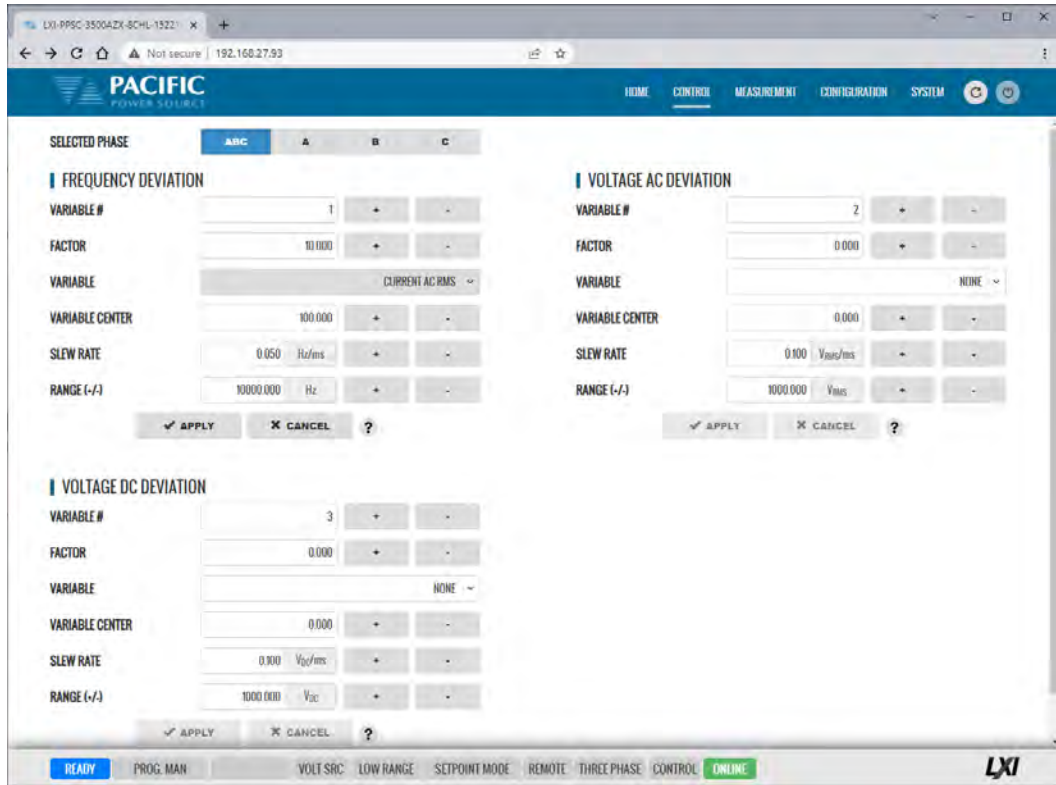 LXI-PPSC-3500AZX-SCHL-1322
Not secure | 192.168.27.93
PACIFIC
POWER SOURCE
HOME CONTROL MEASUREMENT CONFIGURATION SYSTEM
SELECTED PHASE ABC A B C
FREQUENCY DEVIATION
VARIABLE # 1 + -
FACTOR 10.000 + -
VARIABLE CURRENT AC RMS
VARIABLE CENTER 100.000 + -
SLEW RATE 0.050 Hz/ms + -
RANGE (+/-) 10000.000 Hz + -
APPLY CANCEL ?
VOLTAGE AC DEVIATION
VARIABLE # 2 + -
FACTOR 0.000 + -
VARIABLE NONE
VARIABLE CENTER 0.000 + -
SLEW RATE 0.100 VRMS/ms + -
RANGE (+/-) 1000.000 VRMS + -
APPLY CANCEL ?
VOLTAGE DC DEVIATION
VARIABLE # 3 + -
FACTOR 0.000 + -
VARIABLE NONE
VARIABLE CENTER 0.000 + -
SLEW RATE 0.100 VDC/ms + -
RANGE (+/-) 1000.000 VDC + -
APPLY CANCEL ?
READY PROG. MAN VOLT SRC LOW RANGE SETPOINT MODE REMOTE THREE PHASE CONTROL ONLINE LXI